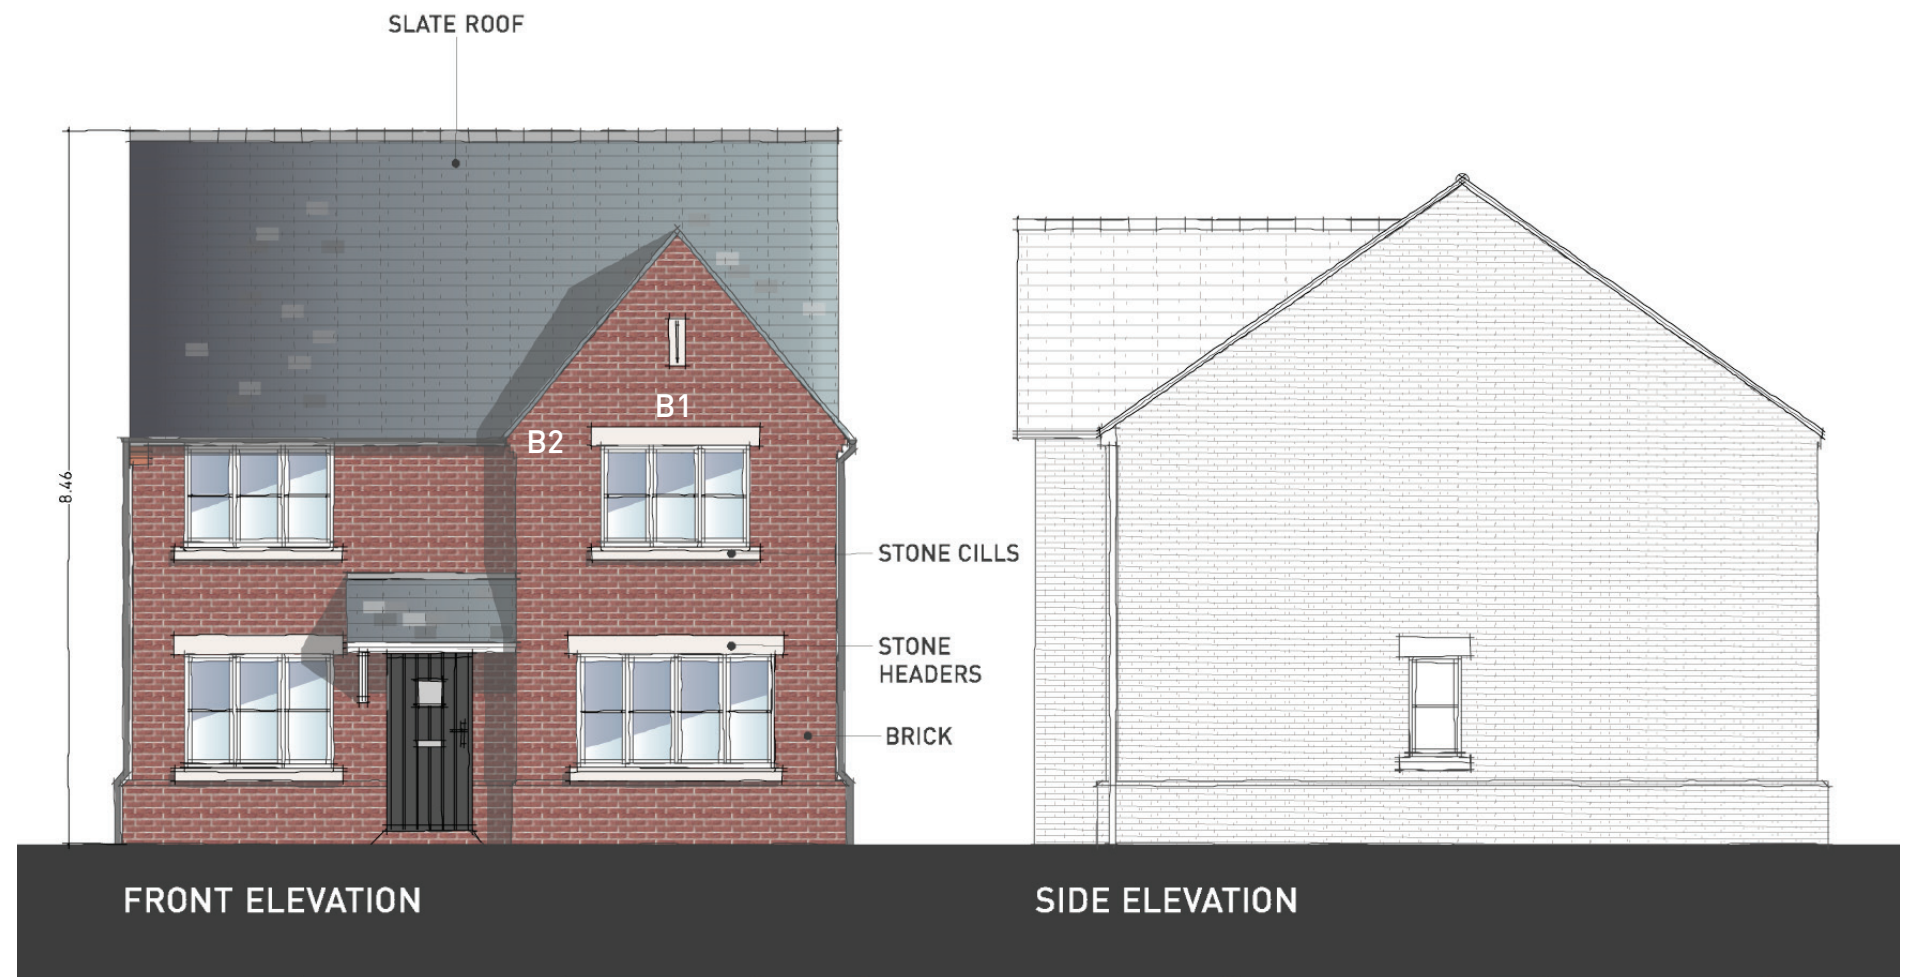 SLATE ROOF
B1
B2
8.46
STONE CILLS
STONE
HEADERS
BRICK
FRONT ELEVATION
SIDE ELEVATION